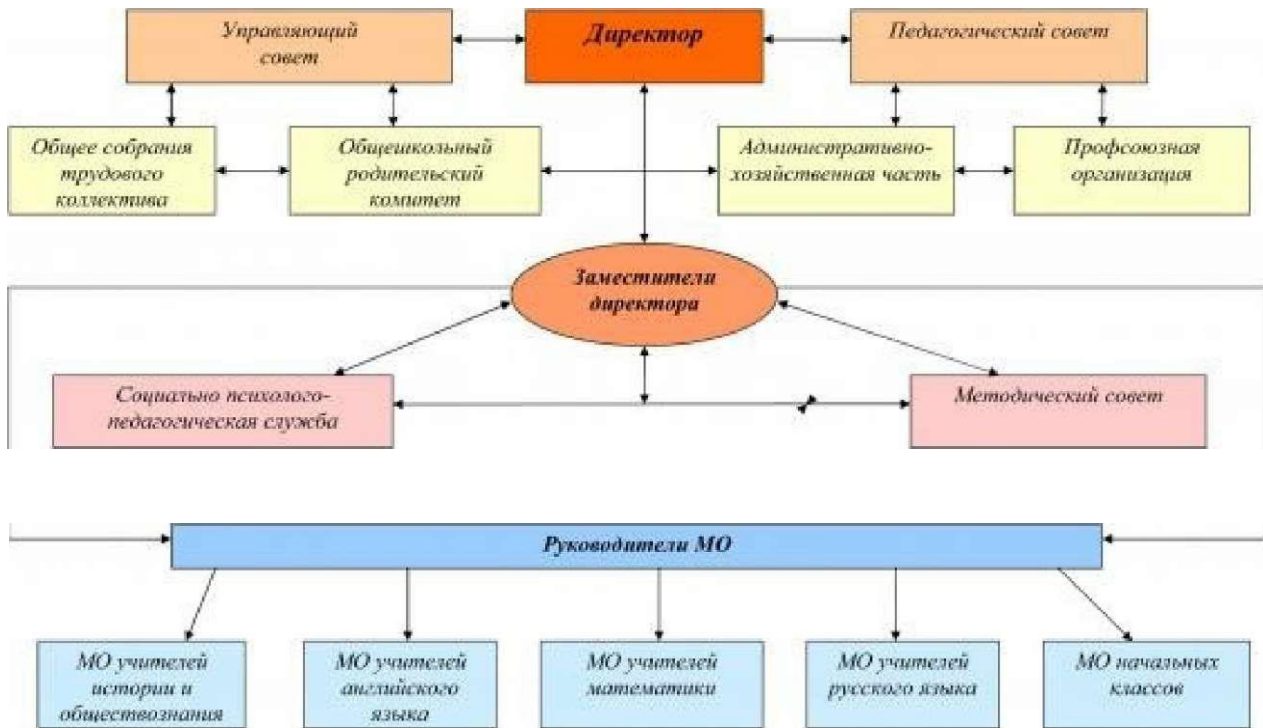 Управляющий
совет
Директор
Педагогический совет
Общее собрания
трудового
коллектива
Общешкольный
родительский
комитет
Административно-
хозяйственная часть
Профсоюзная
организация
Заместители
директора
Социально психолого-
педагогическая служба
Методический совет
Руководители МО
МО учителей
истории и
обществознания
МО учителей
английского
языка
МО учителей
математики
МО учителей
русского языка
МО начальных
классов